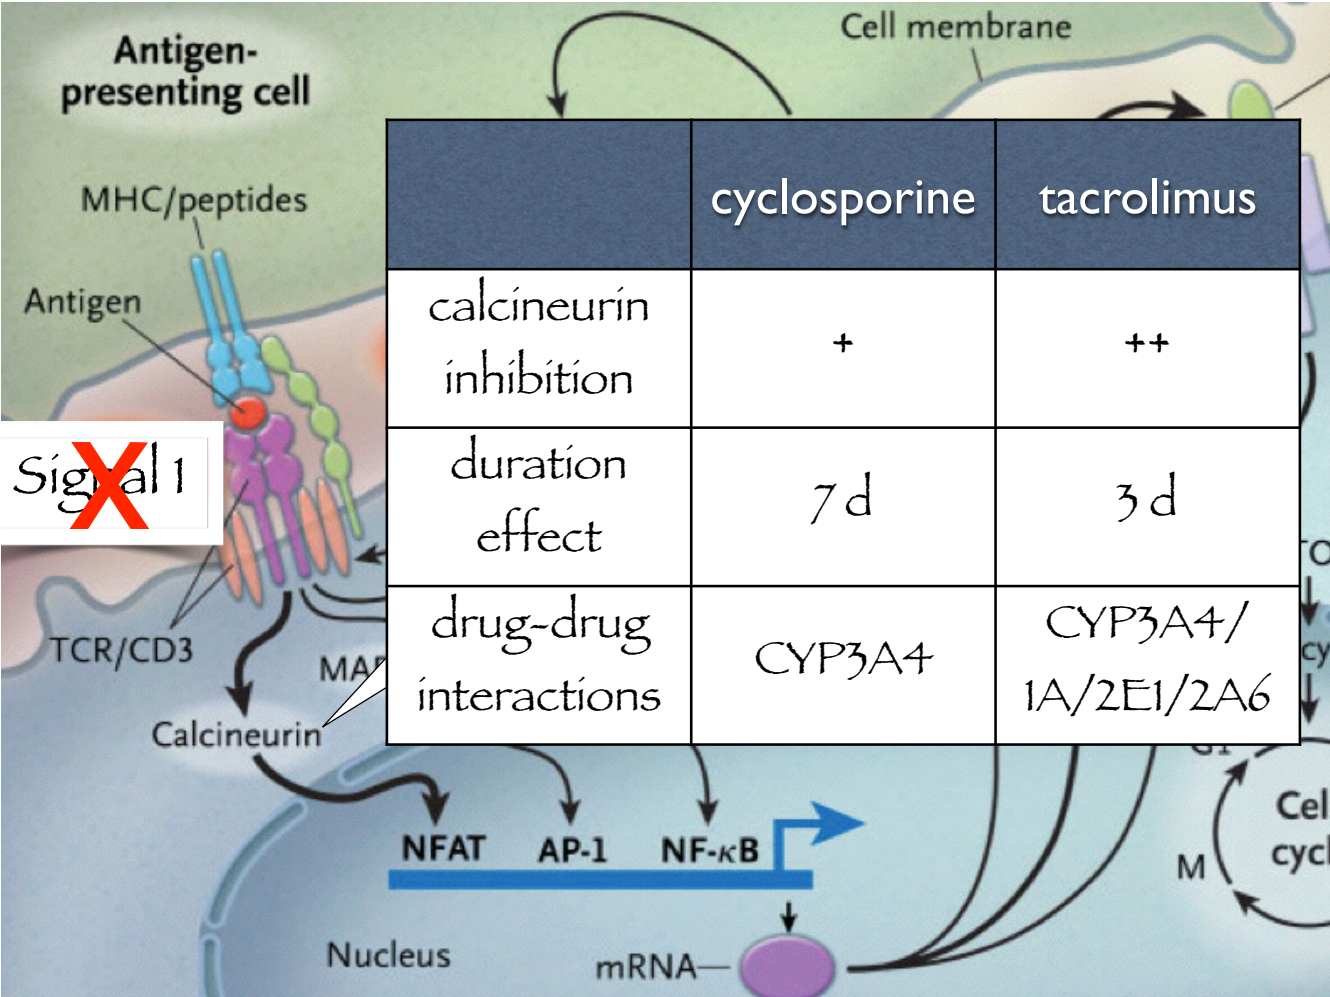 Antigen-
presenting cell
Cell membrane
MHC/peptides
Antigen
Signal 1
X
TCR/CD3
Calcineurin
cyclosporine tacrolimus
calcineurin
inhibition
+ ++
duration
effect
7 d 3 d
drug-drug
interactions
CYP3A4
CYP3A4/
1A/2E1/2A6
NFAT AP-1 NF-κB
Nucleus
mRNA
G1
M